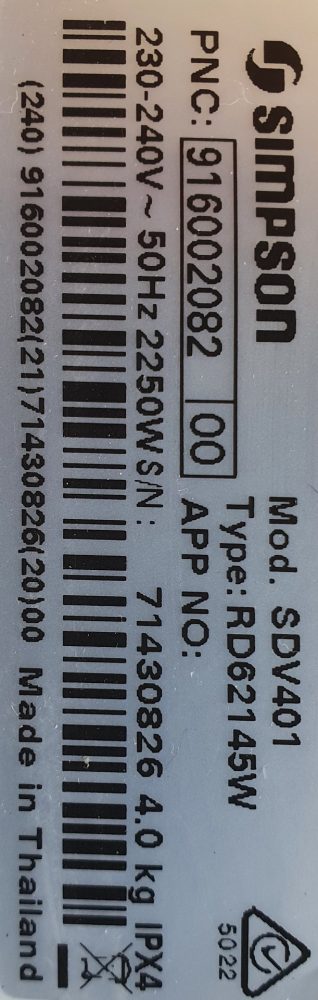 SIMPSON
Mod. SDV401
Type: RD62145W
PNC: 916002082 00 APP NO:
5022
230-240V~ 50Hz 2250W S/N: 71430826 4.0 kg IPX4
(240) 916002082(21)71430826(20)00 Made in Thailand